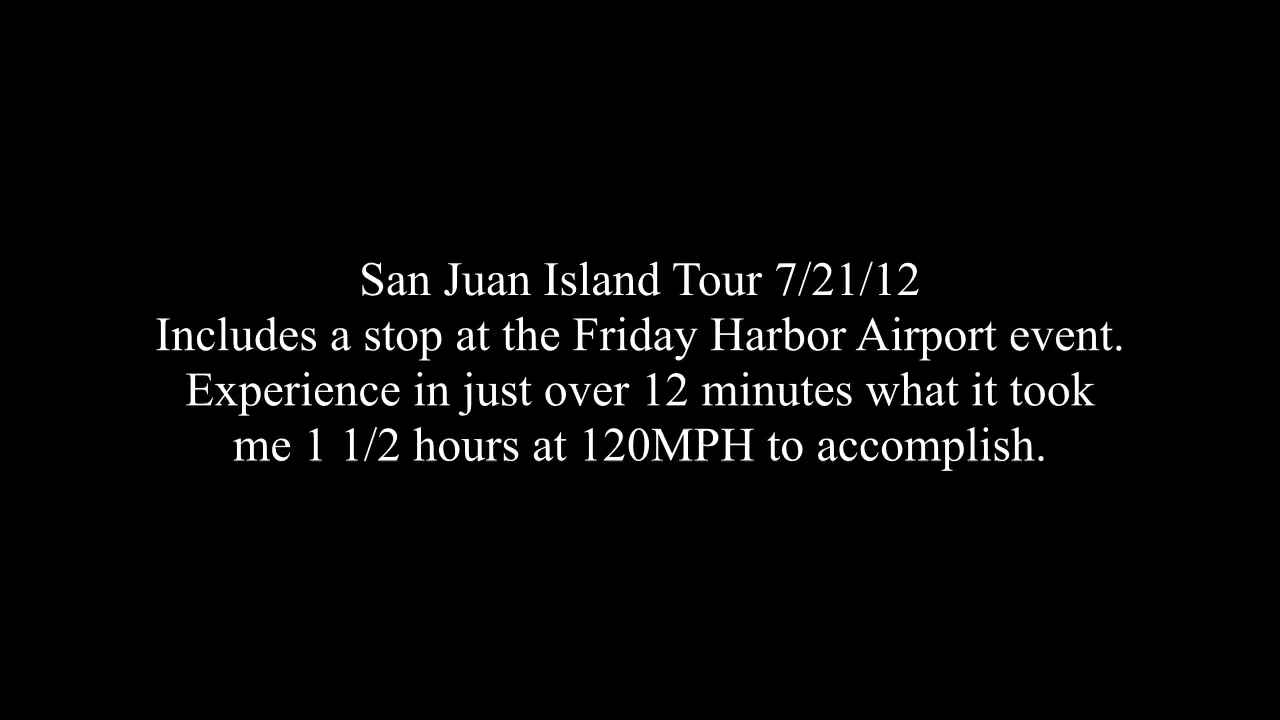 San Juan Island Tour 7/21/12
Includes a stop at the Friday Harbor Airport event.
Experience in just over 12 minutes what it took
me 1 1/2 hours at 120MPH to accomplish.